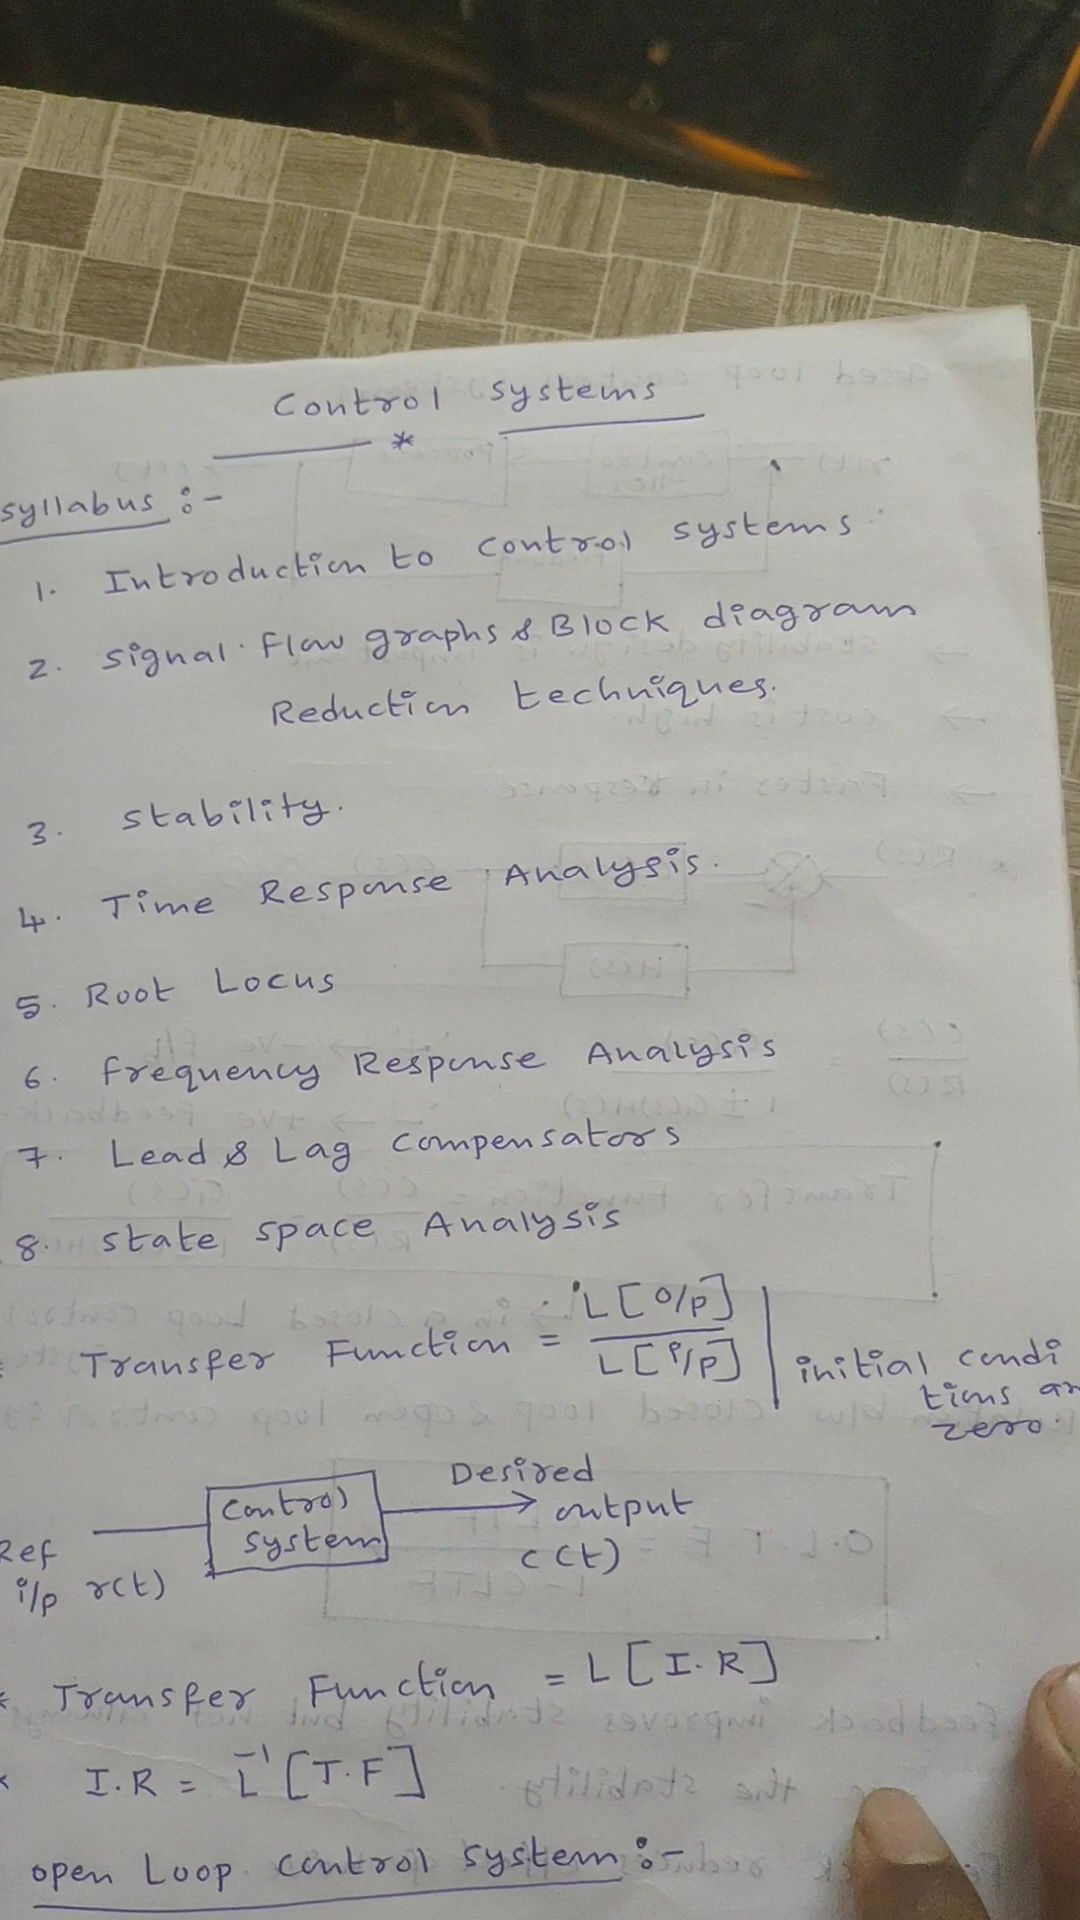 Control systems
*
syllabus :-
1. Introduction to control systems.
2. signal flow graphs & Block diagram
Reduction techniques.
3. stability.
4. Time Response Analysis.
5. Root Locus
6. frequency Response Analysis
7. Lead & Lag compensators
8. state space Analysis
Transfer Function = L[o/p] / L[i/p] | initial condi
tions ar
zero.
Desired
Ref i/p r(t)
control system
output
c(t)
* Transfer Function = L[I.R]
* I.R = L⁻¹[T.F]
open Loop control system :-